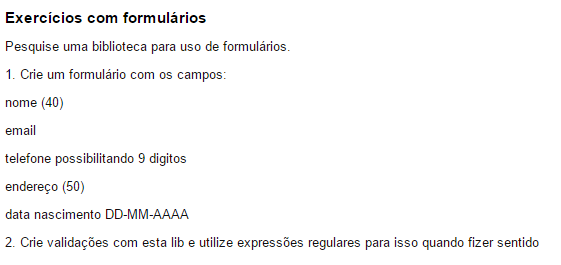 Exercícios com formulários
Pesquise uma biblioteca para uso de formulários.
1. Crie um formulário com os campos:
nome (40)
email
telefone possibilitando 9 digitos
endereço (50)
data nascimento DD-MM-AAAA
2. Crie validações com esta lib e utilize expressões regulares para isso quando fizer sentido